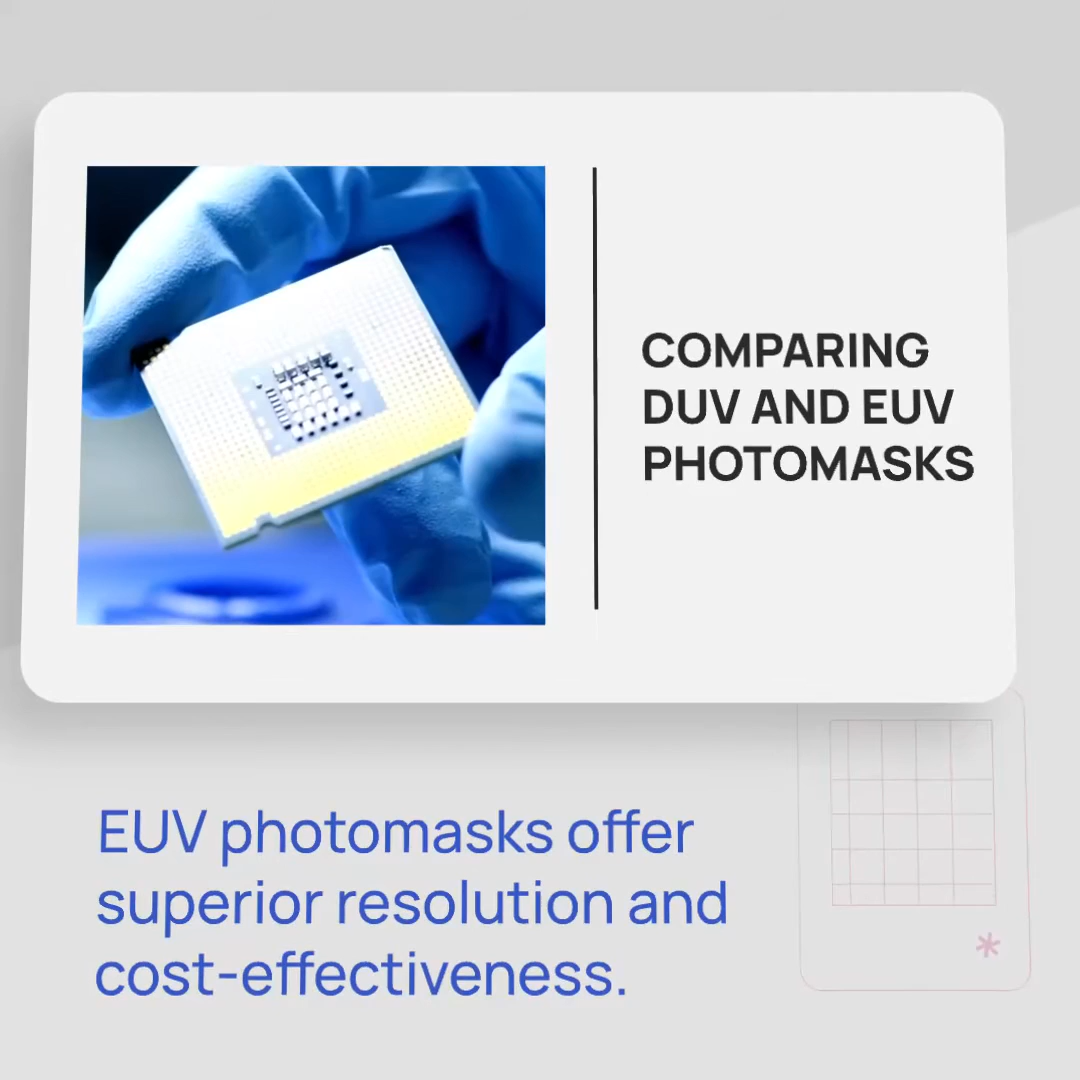 COMPARING
DUV AND EUV
PHOTOMASKS
EUV photomasks offer
superior resolution and
cost-effectiveness.